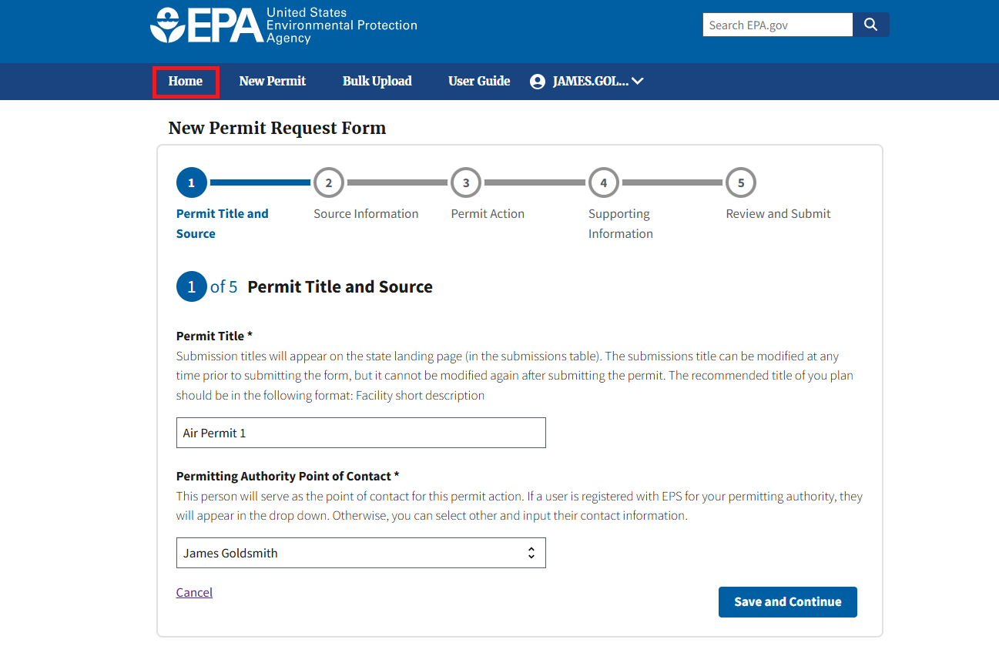 EPA
United States
Environmental Protection
Agency
Search EPA.gov
Home New Permit Bulk Upload User Guide JAMES.GOL...
New Permit Request Form
1 2 3 4 5
Permit Title and Source Information Permit Action Supporting Review and Submit
Source Information
1 of 5 Permit Title and Source
Permit Title *
Submission titles will appear on the state landing page (in the submissions table). The submissions title can be modified at any
time prior to submitting the form, but it cannot be modified again after submitting the permit. The recommended title of you plan
should be in the following format: Facility short description
Air Permit 1
Permitting Authority Point of Contact *
This person will serve as the point of contact for this permit action. If a user is registered with EPS for your permitting authority, they
will appear in the drop down. Otherwise, you can select other and input their contact information.
James Goldsmith
Cancel
Save and Continue